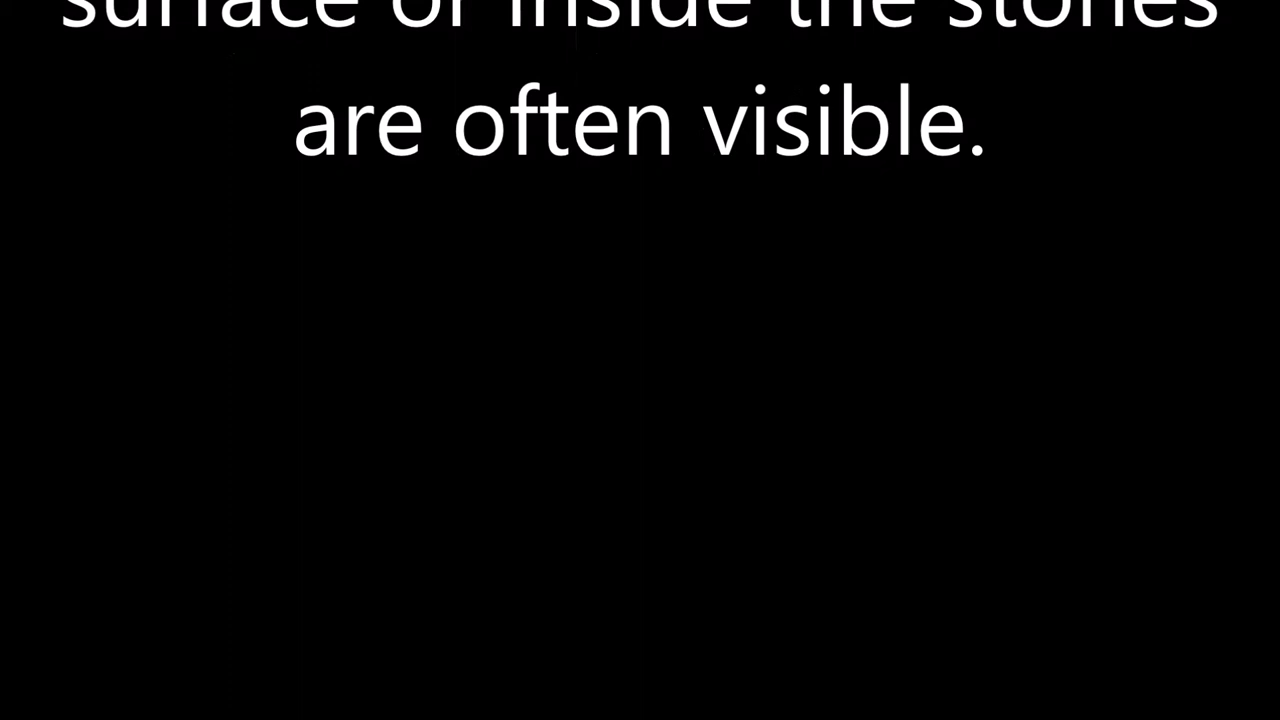 surface or inside the stones
are often visible.